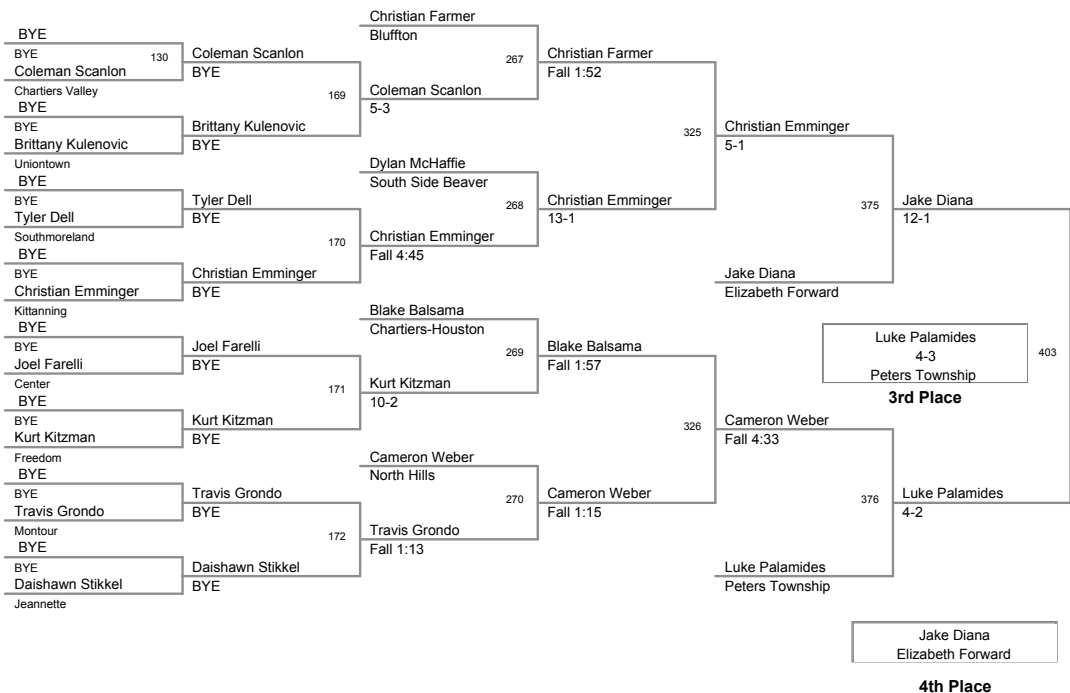 BYE
BYE
Coleman Scanlon
Chartiers Valley
BYE
BYE
Brittany Kulenovic
Uniontown
BYE
BYE
Tyler Dell
Southmoreland
BYE
BYE
Christian Emminger
Kittanning
BYE
BYE
Joel Farelli
Center
BYE
BYE
Kurt Kitzman
Freedom
BYE
BYE
Travis Grondo
Montour
BYE
BYE
Daishawn Stikkel
Jeannette
130
Coleman Scanlon
BYE
Brittany Kulenovic
BYE
Tyler Dell
BYE
Christian Emminger
BYE
Joel Farelli
BYE
Kurt Kitzman
BYE
Travis Grondo
BYE
Daishawn Stikkel
BYE
169
170
171
172
Christian Farmer
Bluffton
Coleman Scanlon
5-3
Dylan McHaffie
South Side Beaver
Christian Emminger
Fall 4:45
Blake Balsama
Chartiers-Houston
Kurt Kitzman
10-2
Cameron Weber
North Hills
Travis Grondo
Fall 1:13
267
268
269
270
Christian Farmer
Fall 1:52
Christian Emminger
13-1
Blake Balsama
Fall 1:57
Cameron Weber
Fall 1:15
325
326
Christian Emminger
5-1
Jake Diana
Elizabeth Forward
Cameron Weber
Fall 4:33
Luke Palamides
Peters Township
375
376
Jake Diana
12-1
Luke Palamides
4-2
Luke Palamides
4-3
Peters Township
403
3rd Place
Jake Diana
Elizabeth Forward
4th Place